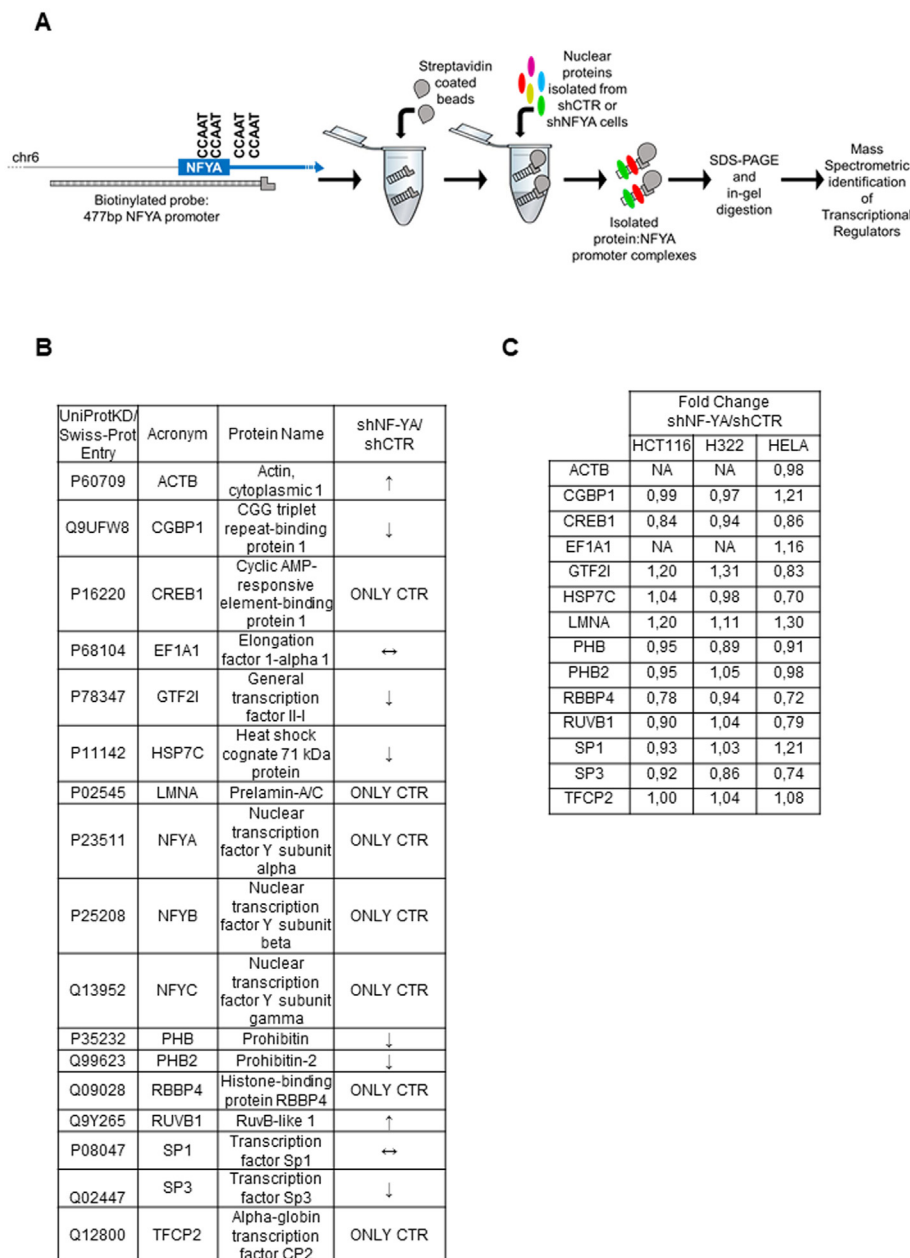 A
Streptavidin
coated
beads
Nuclear
proteins
isolated from
shCTR or
shNFYA cells
CCAAT
CCAAT
CCAAT
CCAAT
chr6
NFYA
Biotinylated probe:
477bp NFYA promoter
Isolated
protein:NFYA
promoter complexes
SDS-PAGE
and
in-gel
digestion
Mass
Spectrometric
identification
of
Transcriptional
Regulators
B
UniProtKD/
Swiss-Prot
Entry
Acronym
Protein Name
shNF-YA/
shCTR
P60709 ACTB Actin,
cytoplasmic 1 ↑
Q9UFW8 CGBP1 CGG triplet
repeat-binding
protein 1 ↓
P16220 CREB1 Cyclic AMP-
responsive
element-binding
protein 1 ONLY CTR
P68104 EF1A1 Elongation
factor 1-alpha 1 ↔
P78347 GTF2I General
transcription
factor II-I ↓
P11142 HSP7C Heat shock
cognate 71 kDa
protein ↓
P02545 LMNA Prelamin-A/C ONLY CTR
P23511 NFYA Nuclear
transcription
factor Y subunit
alpha ONLY CTR
P25208 NFYB Nuclear
transcription
factor Y subunit
beta ONLY CTR
Q13952 NFYC Nuclear
transcription
factor Y subunit
gamma ONLY CTR
P35232 PHB Prohibitin ↓
Q99623 PHB2 Prohibitin-2 ↓
Q09028 RBBP4 Histone-binding
protein RBBP4 ONLY CTR
Q9Y265 RUVB1 RuvB-like 1 ↑
P08047 SP1 Transcription
factor Sp1 ↔
Q02447 SP3 Transcription
factor Sp3 ↓
Q12800 TFCP2 Alpha-globin
transcription
factor CP2 ONLY CTR
C
Fold Change
shNF-YA/shCTR
HCT116 H322 HELA
ACTB NA NA 0,98
CGBP1 0,99 0,97 1,21
CREB1 0,84 0,94 0,86
EF1A1 NA NA 1,16
GTF2I 1,20 1,31 0,83
HSP7C 1,04 0,98 0,70
LMNA 1,20 1,11 1,30
PHB 0,95 0,89 0,91
PHB2 0,95 1,05 0,98
RBBP4 0,78 0,94 0,72
RUVB1 0,90 1,04 0,79
SP1 0,93 1,03 1,21
SP3 0,92 0,86 0,74
TFCP2 1,00 1,04 1,08